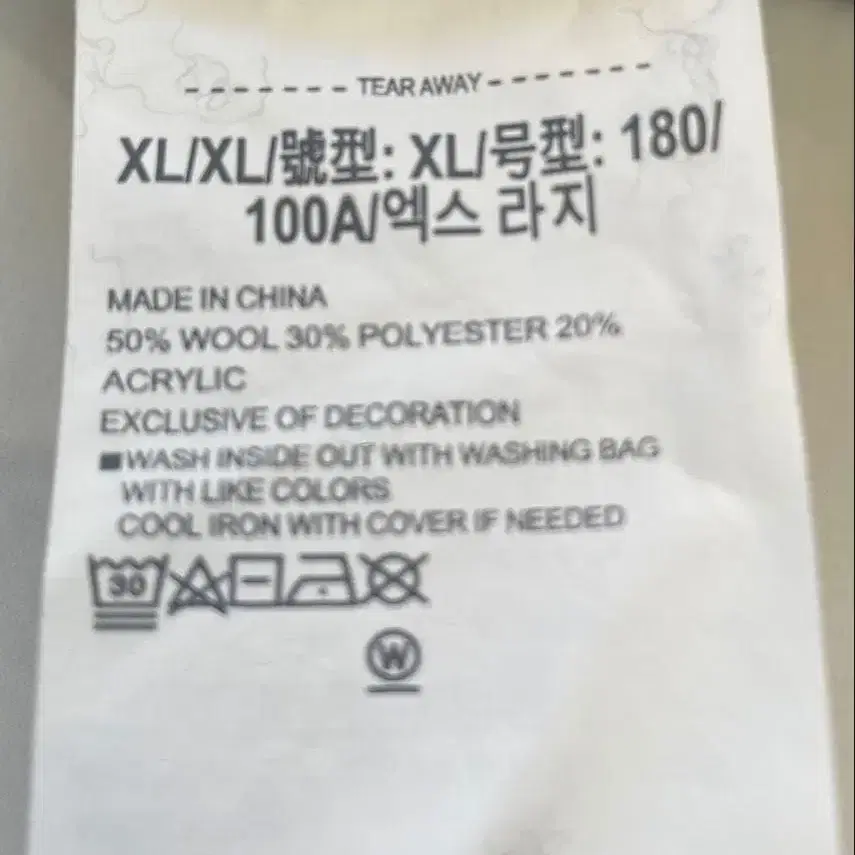 TEAR AWAY
XL/XL/號型: XL/号型: 180/
100A/엑스 라지
MADE IN CHINA
50% WOOL 30% POLYESTER 20%
ACRYLIC
EXCLUSIVE OF DECORATION
■WASH INSIDE OUT WITH WASHING BAG
WITH LIKE COLORS
COOL IRON WITH COVER IF NEEDED
30
W